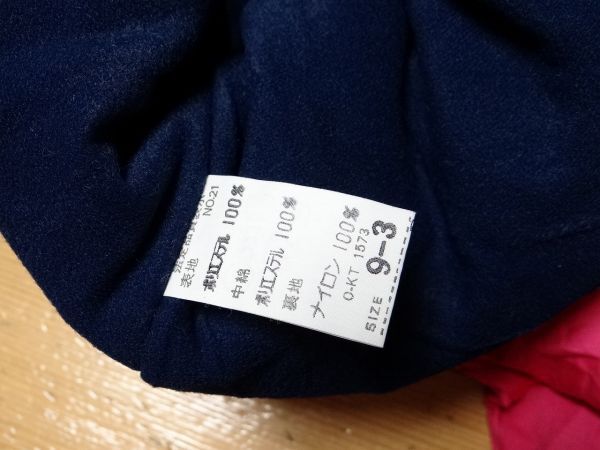 NO.21
表地
ポリエステル 100%
中綿
ポリエステル 100%
裏地
ナイロン 100%
O-KT 1573
SIZE 9-3